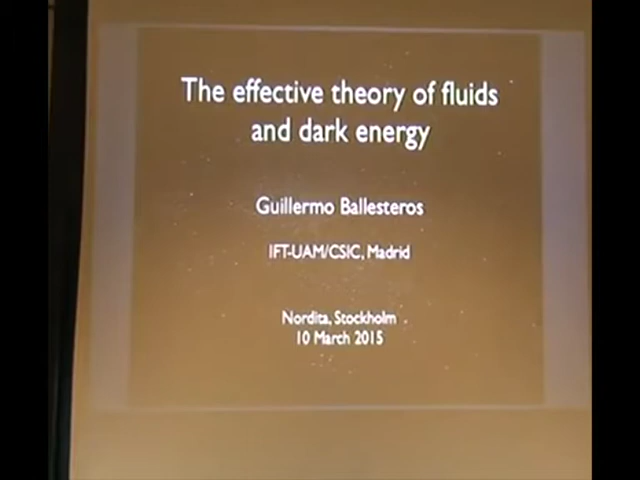 The effective theory of fluids
and dark energy
Guillermo Ballesteros
IFT-UAM/CSIC, Madrid
Nordita, Stockholm
10 March 2015